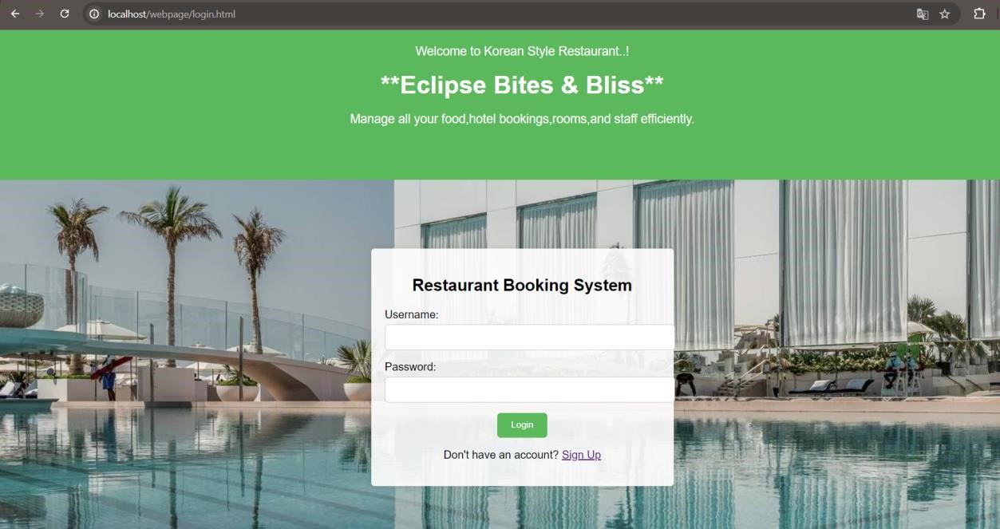 localhost/webpage/login.html
Welcome to Korean Style Restaurant..!
**Eclipse Bites & Bliss**
Manage all your food,hotel bookings,rooms,and staff efficiently.
Restaurant Booking System
Username:
Password:
Login
Don't have an account? Sign Up